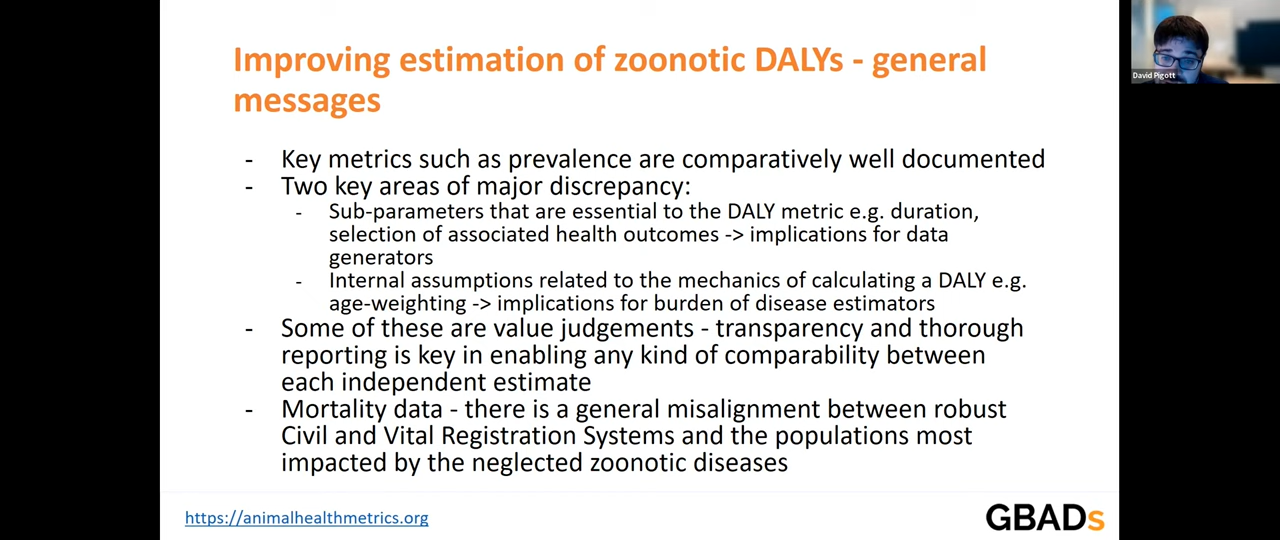 Improving estimation of zoonotic DALYs - general
messages
- Key metrics such as prevalence are comparatively well documented
- Two key areas of major discrepancy:
- Sub-parameters that are essential to the DALY metric e.g. duration,
selection of associated health outcomes -> implications for data
generators
- Internal assumptions related to the mechanics of calculating a DALY e.g.
age-weighting -> implications for burden of disease estimators
- Some of these are value judgements - transparency and thorough
reporting is key in enabling any kind of comparability between
each independent estimate
- Mortality data - there is a general misalignment between robust
Civil and Vital Registration Systems and the populations most
impacted by the neglected zoonotic diseases
https://animalhealthmetrics.org
GBADs
David Pigott